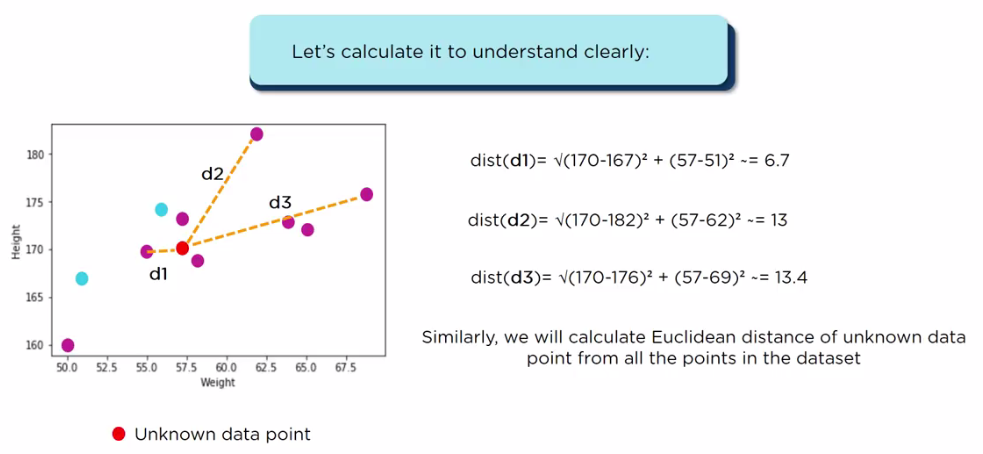 Let's calculate it to understand clearly:
180
175
170
165
160
Height
d2
d3
d1
50.0 52.5 55.0 57.5 60.0 62.5 65.0 67.5
Weight
Unknown data point
dist(d1)= √(170-167)² + (57-51)² ~= 6.7
dist(d2)= √(170-182)² + (57-62)² ~= 13
dist(d3)= √(170-176)² + (57-69)² ~= 13.4
Similarly, we will calculate Euclidean distance of unknown data
point from all the points in the dataset